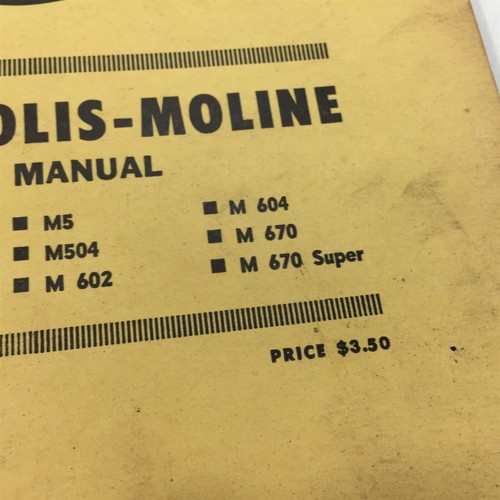 OLIS-MOLINE
MANUAL
M5
M504
M 602
M 604
M 670
M 670 Super
PRICE $3.50